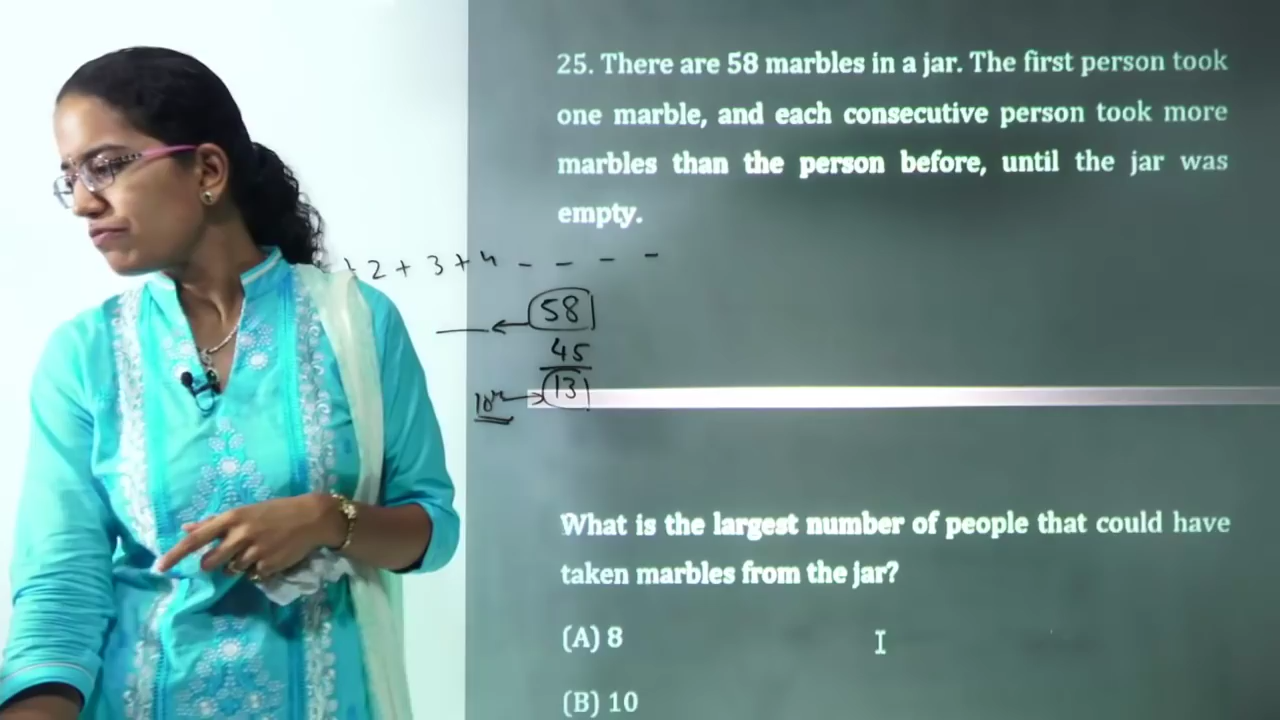 25. There are 58 marbles in a jar. The first person took
one marble, and each consecutive person took more
marbles than the person before, until the jar was
empty.
+ 2 + 3 + 4 - - - -
58
45
13
10
What is the largest number of people that could have
taken marbles from the jar?
(A) 8
(B) 10